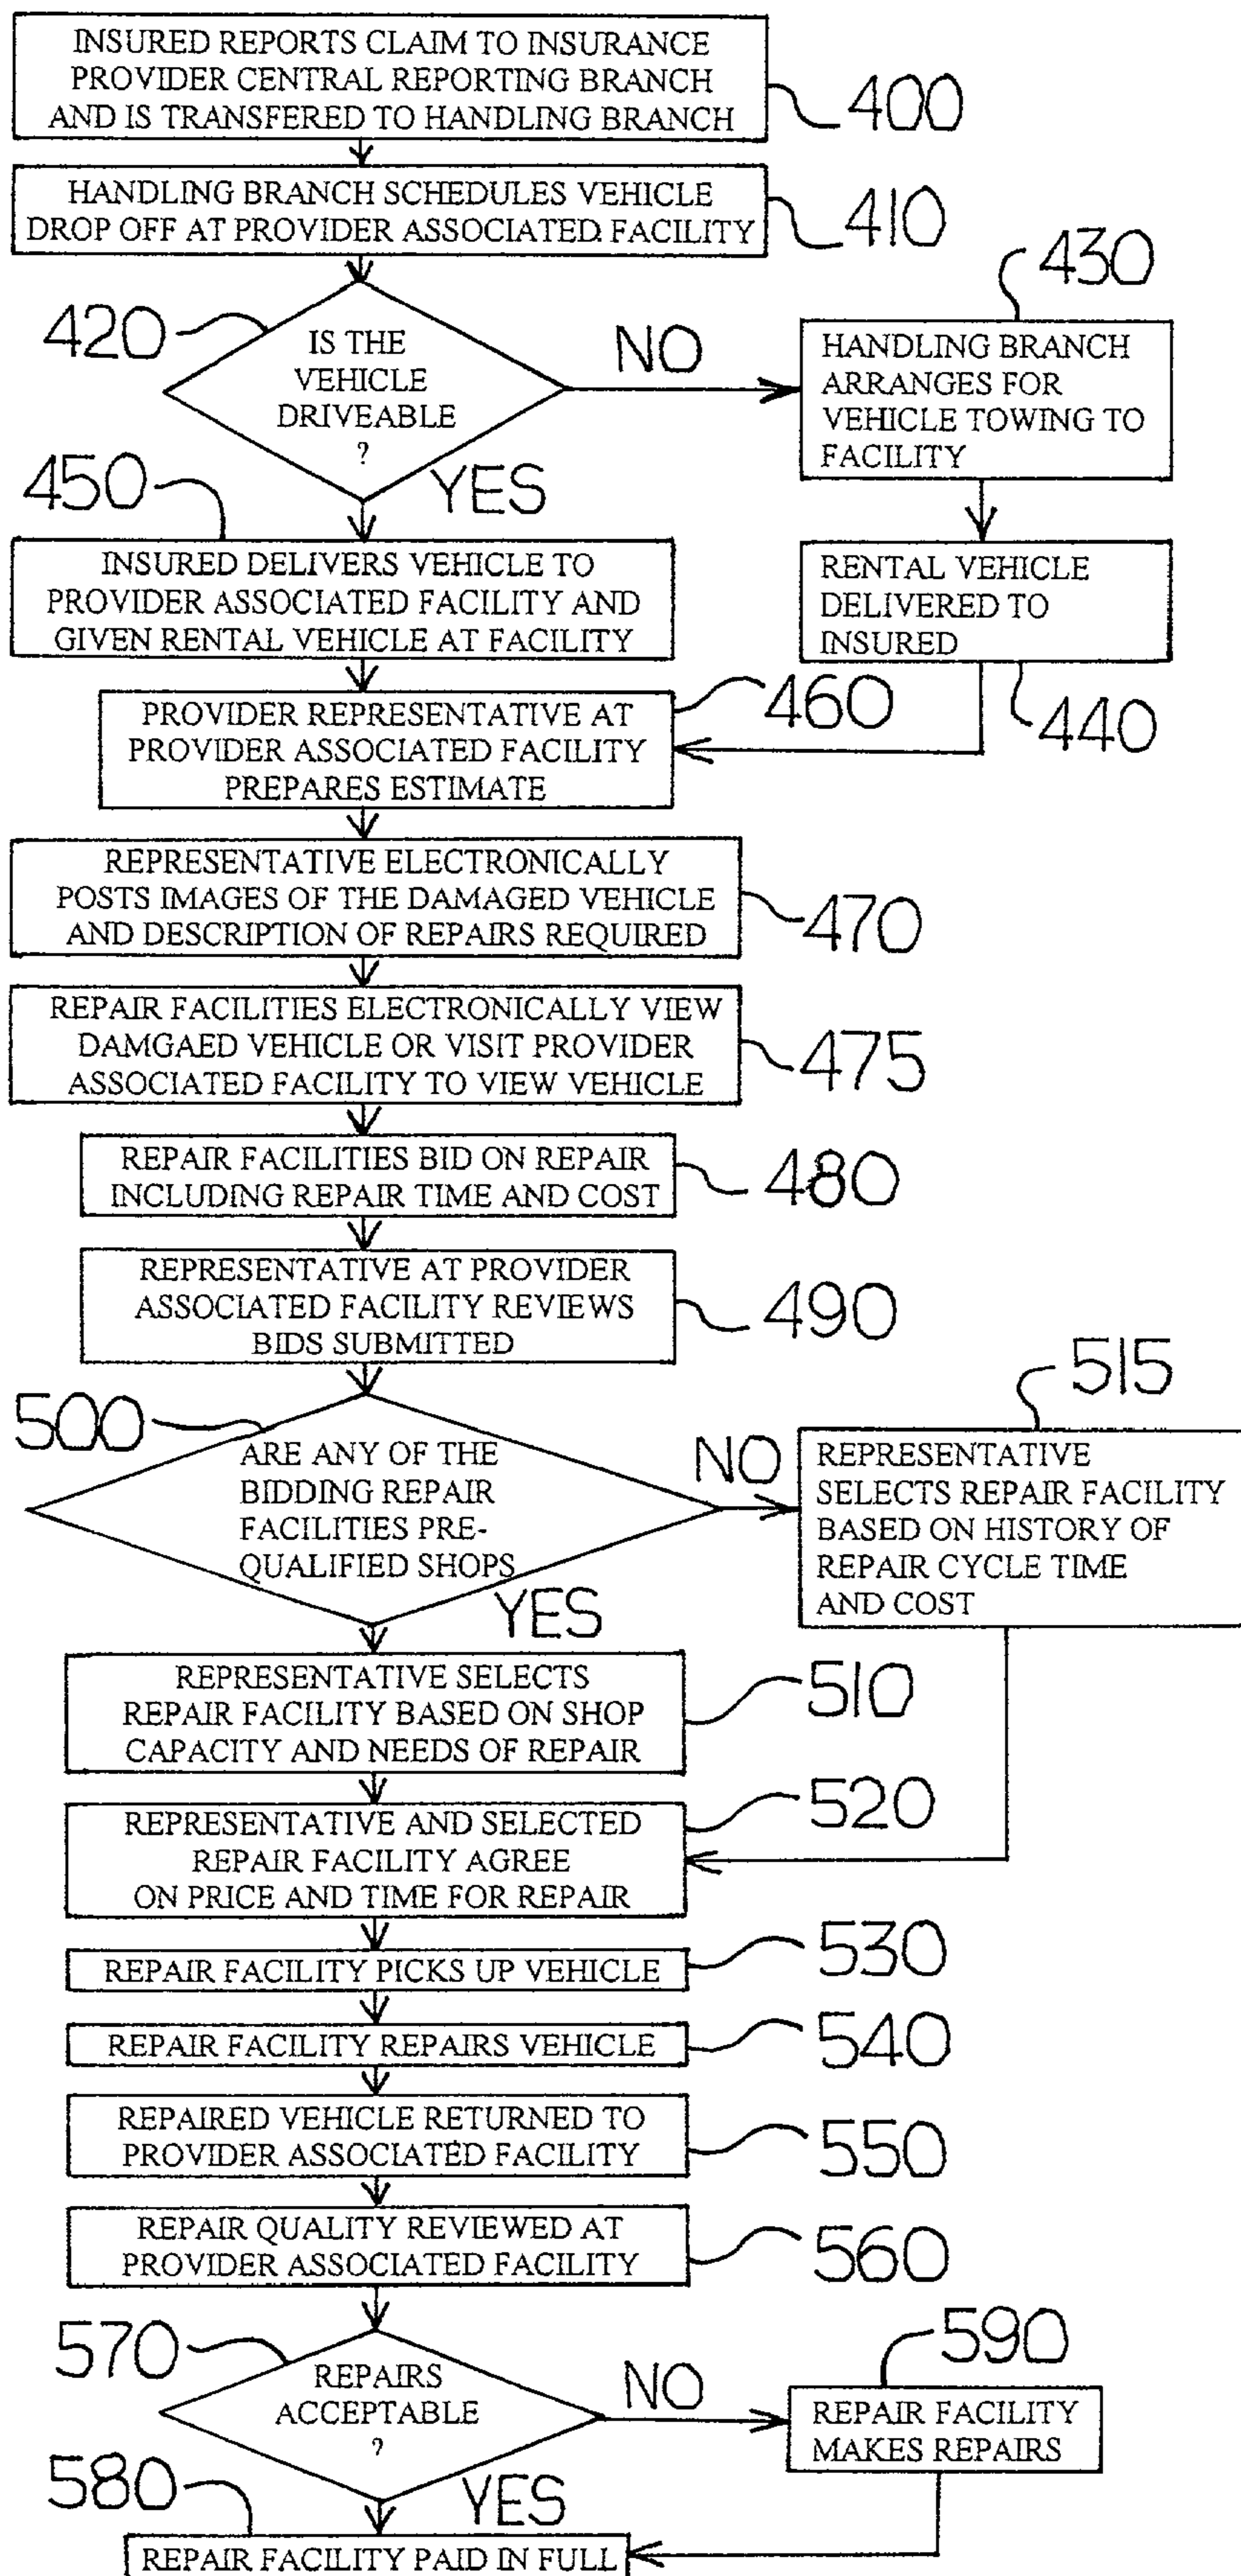 INSURED REPORTS CLAIM TO INSURANCE
PROVIDER CENTRAL REPORTING BRANCH
AND IS TRANSFERED TO HANDLING BRANCH
400
HANDLING BRANCH SCHEDULES VEHICLE
DROP OFF AT PROVIDER ASSOCIATED FACILITY
410
420
IS THE
VEHICLE
DRIVEABLE
?
NO
430
HANDLING BRANCH
ARRANGES FOR
VEHICLE TOWING TO
FACILITY
YES
450
INSURED DELIVERS VEHICLE TO
PROVIDER ASSOCIATED FACILITY AND
GIVEN RENTAL VEHICLE AT FACILITY
RENTAL VEHICLE
DELIVERED TO
INSURED
440
PROVIDER REPRESENTATIVE AT
PROVIDER ASSOCIATED FACILITY
PREPARES ESTIMATE
460
REPRESENTATIVE ELECTRONICALLY
POSTS IMAGES OF THE DAMAGED VEHICLE
AND DESCRIPTION OF REPAIRS REQUIRED
470
REPAIR FACILITIES ELECTRONICALLY VIEW
DAMGAED VEHICLE OR VISIT PROVIDER
ASSOCIATED FACILITY TO VIEW VEHICLE
475
REPAIR FACILITIES BID ON REPAIR
INCLUDING REPAIR TIME AND COST
480
REPRESENTATIVE AT PROVIDER
ASSOCIATED FACILITY REVIEWS
BIDS SUBMITTED
490
500
ARE ANY OF THE
BIDDING REPAIR
FACILITIES PRE-
QUALIFIED SHOPS
NO
515
REPRESENTATIVE
SELECTS REPAIR FACILITY
BASED ON HISTORY OF
REPAIR CYCLE TIME
AND COST
YES
REPRESENTATIVE SELECTS
REPAIR FACILITY BASED ON SHOP
CAPACITY AND NEEDS OF REPAIR
510
REPRESENTATIVE AND SELECTED
REPAIR FACILITY AGREE
ON PRICE AND TIME FOR REPAIR
520
REPAIR FACILITY PICKS UP VEHICLE
530
REPAIR FACILITY REPAIRS VEHICLE
540
REPAIRED VEHICLE RETURNED TO
PROVIDER ASSOCIATED FACILITY
550
REPAIR QUALITY REVIEWED AT
PROVIDER ASSOCIATED FACILITY
560
570
REPAIRS
ACCEPTABLE
?
NO
590
REPAIR FACILITY
MAKES REPAIRS
YES
580
REPAIR FACILITY PAID IN FULL